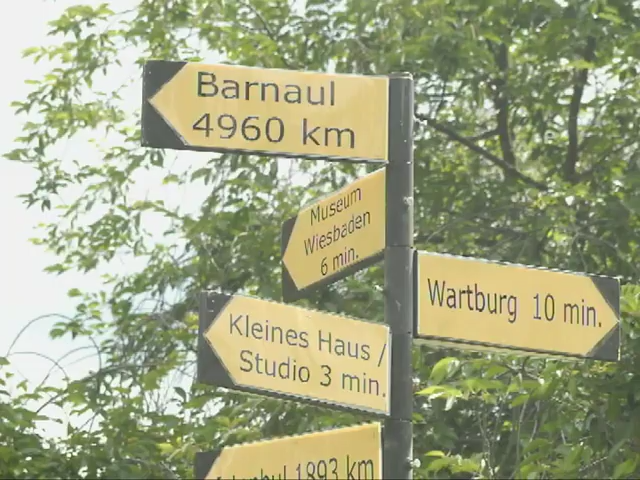 Barnaul
4960 km
Museum
Wiesbaden
6 min.
Wartburg 10 min.
Kleines Haus /
Studio 3 min.
1893 km